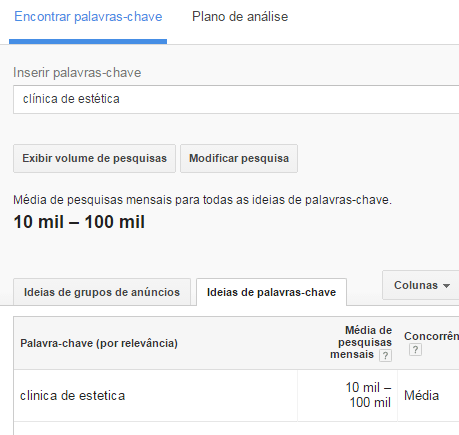 Encontrar palavras-chave Plano de análise
Inserir palavras-chave
clínica de estética
Exibir volume de pesquisas Modificar pesquisa
Média de pesquisas mensais para todas as ideias de palavras-chave.
10 mil – 100 mil
Colunas
Ideias de grupos de anúncios Ideias de palavras-chave
Palavra-chave (por relevância)
Média de
pesquisas
mensais ?
Concorrên
?
clinica de estetica
10 mil –
100 mil
Média